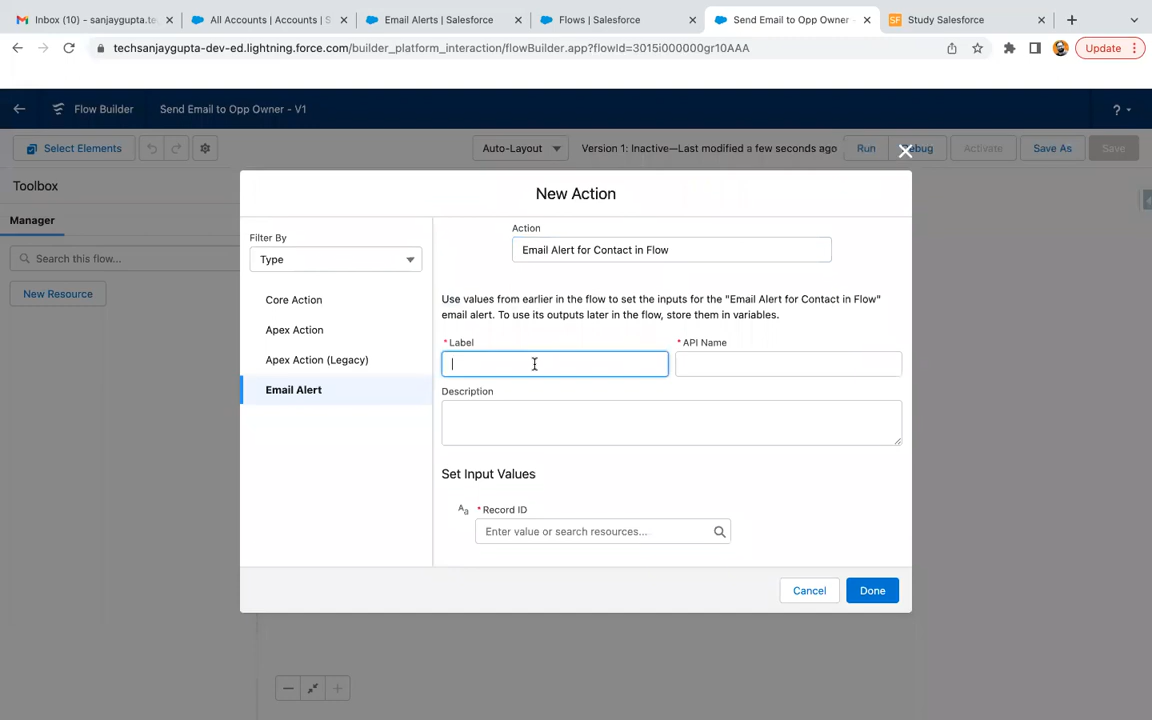 Inbox (10) - sanjaygupta.te
All Accounts | Accounts | S
Email Alerts | Salesforce
Flows | Salesforce
Send Email to Opp Owner -
Study Salesforce
techsanjaygupta-dev-ed.lightning.force.com/builder_platform_interaction/flowBuilder.app?flowId=3015i000000gr10AAA
Update
Flow Builder
Send Email to Opp Owner - V1
?
Select Elements
Auto-Layout
Version 1: Inactive—Last modified a few seconds ago
Run
Debug
Activate
Save As
Save
Toolbox
Manager
Search this flow...
New Resource
New Action
Filter By
Type
Core Action
Apex Action
Apex Action (Legacy)
Email Alert
Action
Email Alert for Contact in Flow
Use values from earlier in the flow to set the inputs for the "Email Alert for Contact in Flow"
email alert. To use its outputs later in the flow, store them in variables.
* Label
* API Name
Description
Set Input Values
Aa
* Record ID
Enter value or search resources...
Cancel
Done